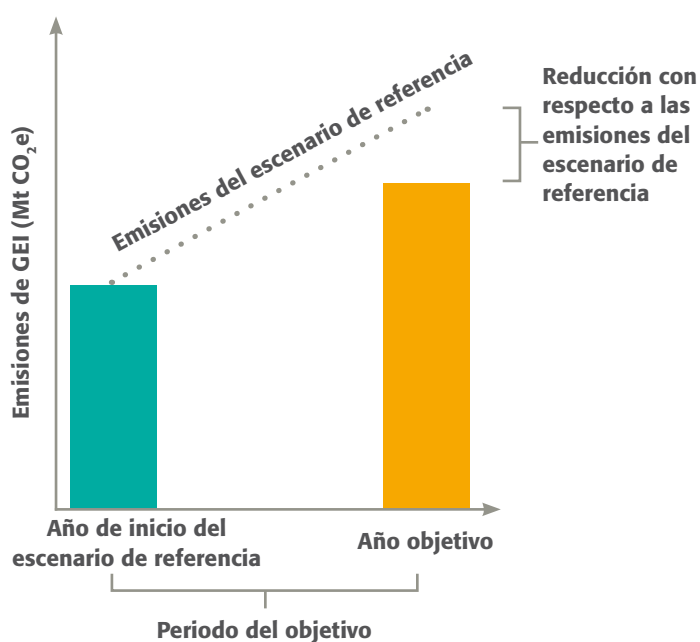 Emisiones de GEI (Mt CO₂e)
Emisiones del escenario de referencia
Reducción con
respecto a las
emisiones del
escenario de
referencia
Año de inicio del
escenario de referencia
Año objetivo
Periodo del objetivo